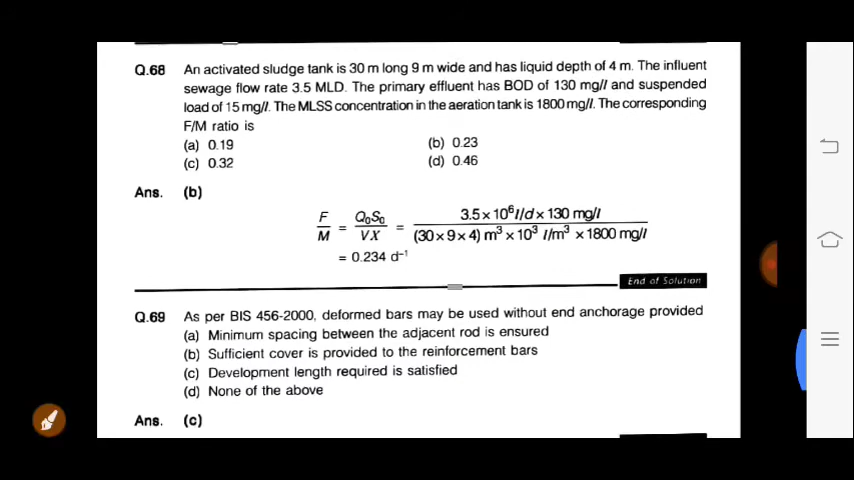 Q.68 An activated sludge tank is 30 m long 9 m wide and has liquid depth of 4 m. The influent
sewage flow rate 3.5 MLD. The primary effluent has BOD of 130 mg/l and suspended
load of 15 mg/l. The MLSS concentration in the aeration tank is 1800 mg/l. The corresponding
F/M ratio is
(a) 0.19 (b) 0.23
(c) 0.32 (d) 0.46
Ans. (b)
F/M = Q₀S₀/VX = 3.5 × 10⁶ l/d × 130 mg/l / (30 × 9 × 4) m³ × 10³ l/m³ × 1800 mg/l
= 0.234 d⁻¹
End of Solution
Q.69 As per BIS 456-2000, deformed bars may be used without end anchorage provided
(a) Minimum spacing between the adjacent rod is ensured
(b) Sufficient cover is provided to the reinforcement bars
(c) Development length required is satisfied
(d) None of the above
Ans. (c)